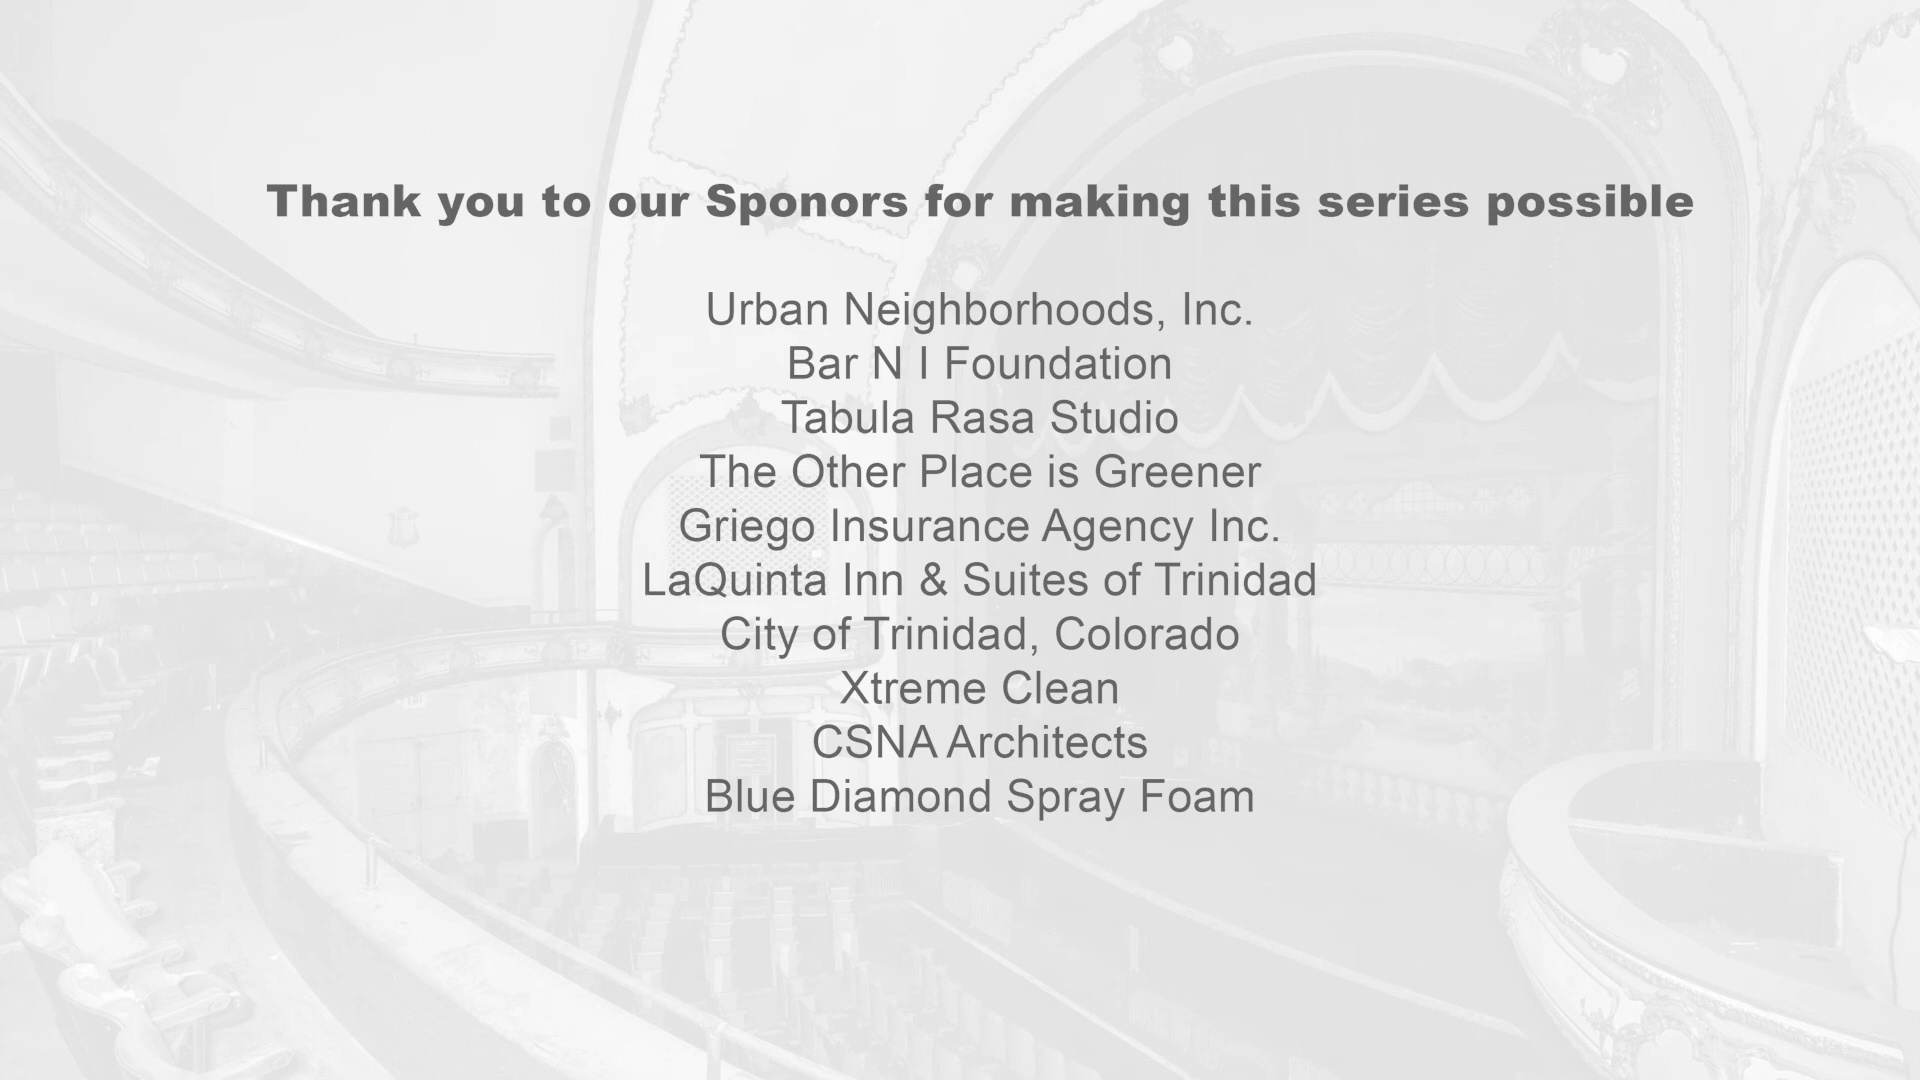 Thank you to our Sponors for making this series possible
Urban Neighborhoods, Inc.
Bar N I Foundation
Tabula Rasa Studio
The Other Place is Greener
Griego Insurance Agency Inc.
LaQuinta Inn & Suites of Trinidad
City of Trinidad, Colorado
Xtreme Clean
CSNA Architects
Blue Diamond Spray Foam